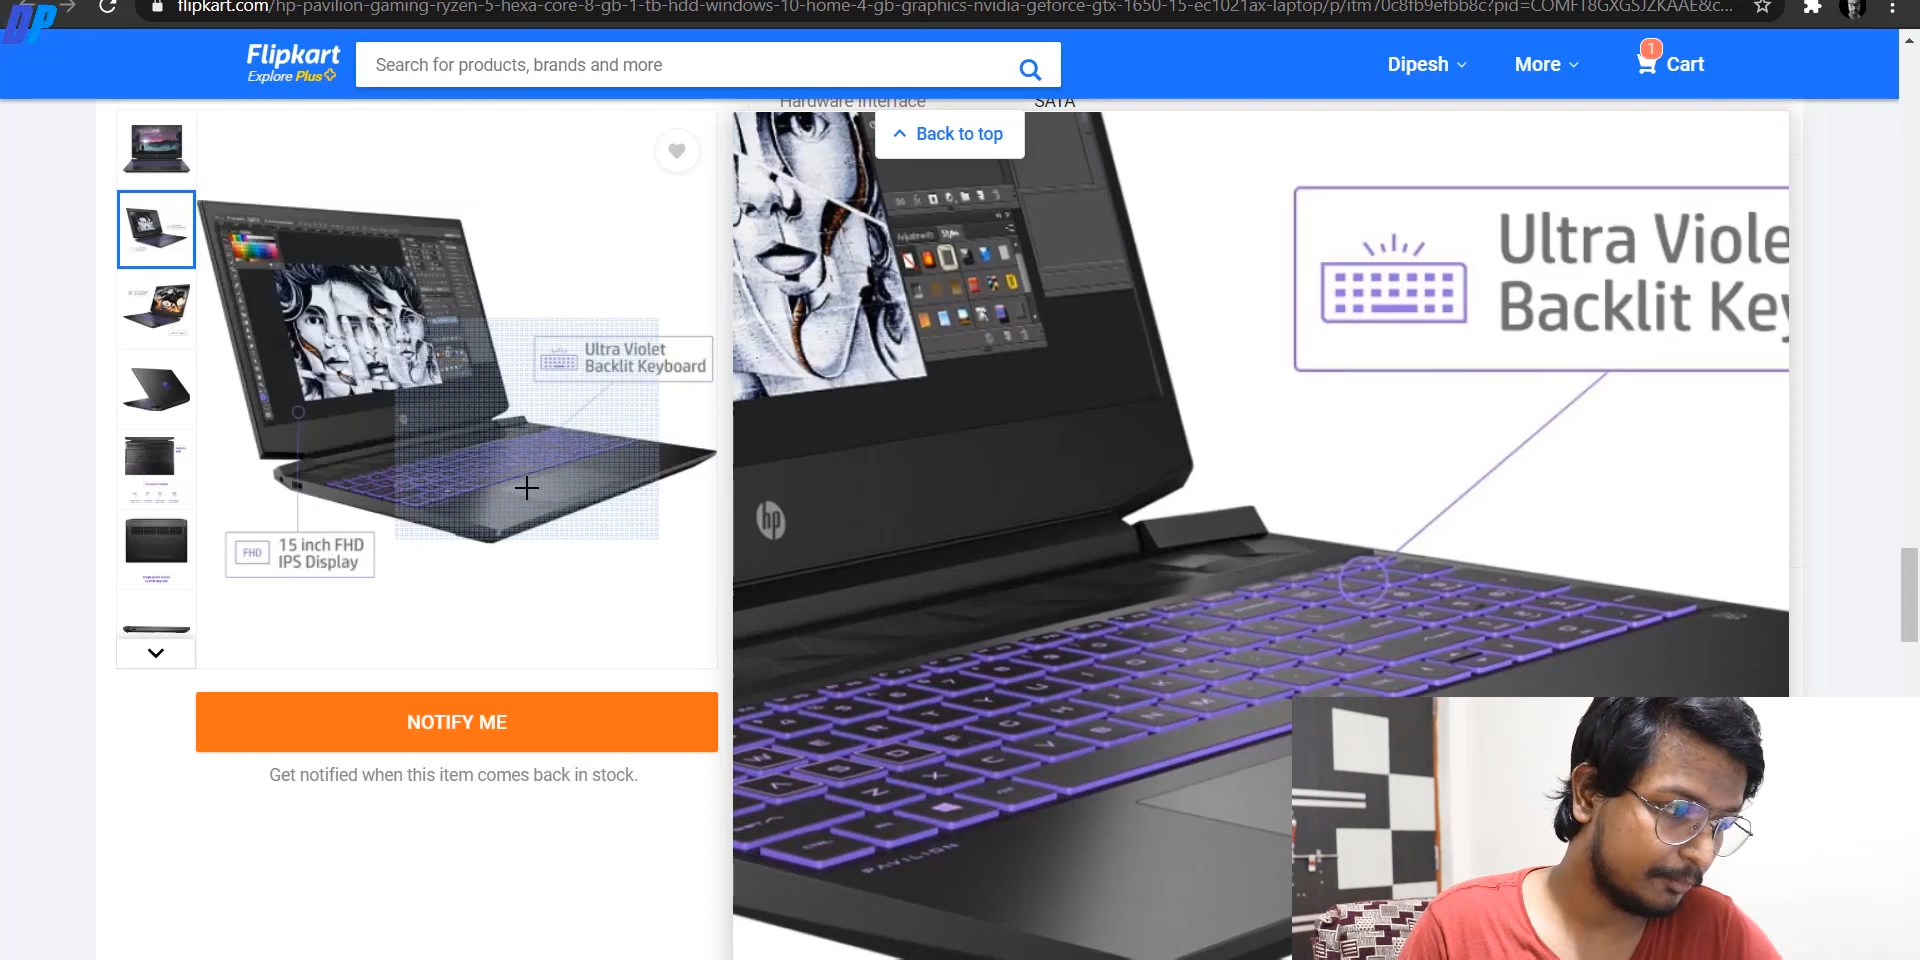 DP
flipkart.com/hp-pavilion-gaming-ryzen-5-hexa-core-8-gb-1-tb-hdd-windows-10-home-4-gb-graphics-nvidia-geforce-gtx-1650-15-ec1021ax-laptop/p/itm70c8fb9efbb8c?pid=COMFT8GXGSJZKAAE&c...
Flipkart
Explore Plus
Search for products, brands and more
Dipesh
More
1
Cart
Hardware Interface
SATA
Back to top
Ultra Violet
Backlit Keyboard
FHD
15 inch FHD
IPS Display
Ultra Viole
Backlit Key
hp
PAVILION
NOTIFY ME
Get notified when this item comes back in stock.